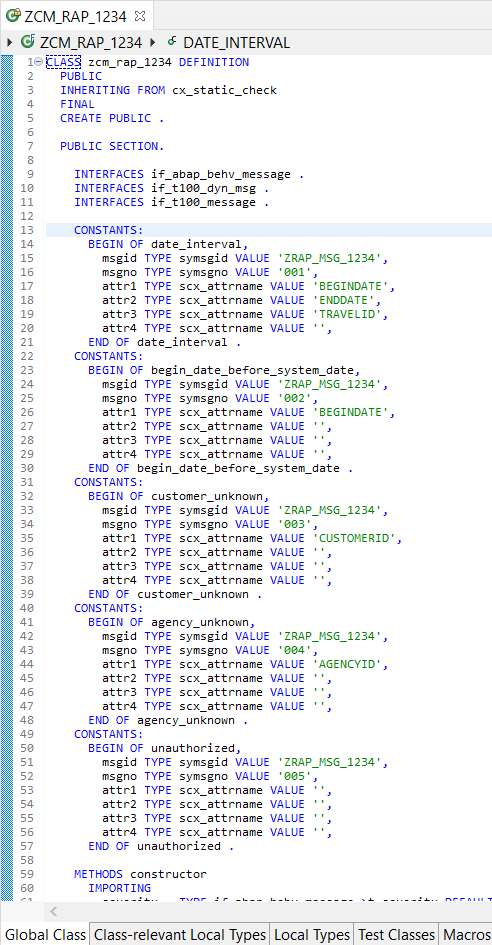 ZCM_RAP_1234
ZCM_RAP_1234 DATE_INTERVAL
1 CLASS zcm_rap_1234 DEFINITION
2 PUBLIC
3 INHERITING FROM cx_static_check
4 FINAL
5 CREATE PUBLIC .
6
7 PUBLIC SECTION.
8
9 INTERFACES if_abap_behv_message .
10 INTERFACES if_t100_dyn_msg .
11 INTERFACES if_t100_message .
12
13 CONSTANTS:
14 BEGIN OF date_interval,
15 msgid TYPE symsgid VALUE 'ZRAP_MSG_1234',
16 msgno TYPE symsgno VALUE '001',
17 attr1 TYPE scx_attrname VALUE 'BEGINDATE',
18 attr2 TYPE scx_attrname VALUE 'ENDDATE',
19 attr3 TYPE scx_attrname VALUE 'TRAVELID',
20 attr4 TYPE scx_attrname VALUE '',
21 END OF date_interval .
22 CONSTANTS:
23 BEGIN OF begin_date_before_system_date,
24 msgid TYPE symsgid VALUE 'ZRAP_MSG_1234',
25 msgno TYPE symsgno VALUE '002',
26 attr1 TYPE scx_attrname VALUE 'BEGINDATE',
27 attr2 TYPE scx_attrname VALUE '',
28 attr3 TYPE scx_attrname VALUE '',
29 attr4 TYPE scx_attrname VALUE '',
30 END OF begin_date_before_system_date .
31 CONSTANTS:
32 BEGIN OF customer_unknown,
33 msgid TYPE symsgid VALUE 'ZRAP_MSG_1234',
34 msgno TYPE symsgno VALUE '003',
35 attr1 TYPE scx_attrname VALUE 'CUSTOMERID',
36 attr2 TYPE scx_attrname VALUE '',
37 attr3 TYPE scx_attrname VALUE '',
38 attr4 TYPE scx_attrname VALUE '',
39 END OF customer_unknown .
40 CONSTANTS:
41 BEGIN OF agency_unknown,
42 msgid TYPE symsgid VALUE 'ZRAP_MSG_1234',
43 msgno TYPE symsgno VALUE '004',
44 attr1 TYPE scx_attrname VALUE 'AGENCYID',
45 attr2 TYPE scx_attrname VALUE '',
46 attr3 TYPE scx_attrname VALUE '',
47 attr4 TYPE scx_attrname VALUE '',
48 END OF agency_unknown .
49 CONSTANTS:
50 BEGIN OF unauthorized,
51 msgid TYPE symsgid VALUE 'ZRAP_MSG_1234',
52 msgno TYPE symsgno VALUE '005',
53 attr1 TYPE scx_attrname VALUE '',
54 attr2 TYPE scx_attrname VALUE '',
55 attr3 TYPE scx_attrname VALUE '',
56 attr4 TYPE scx_attrname VALUE '',
57 END OF unauthorized .
58
59 METHODS constructor
60 IMPORTING
Global Class Class-relevant Local Types Local Types Test Classes Macros